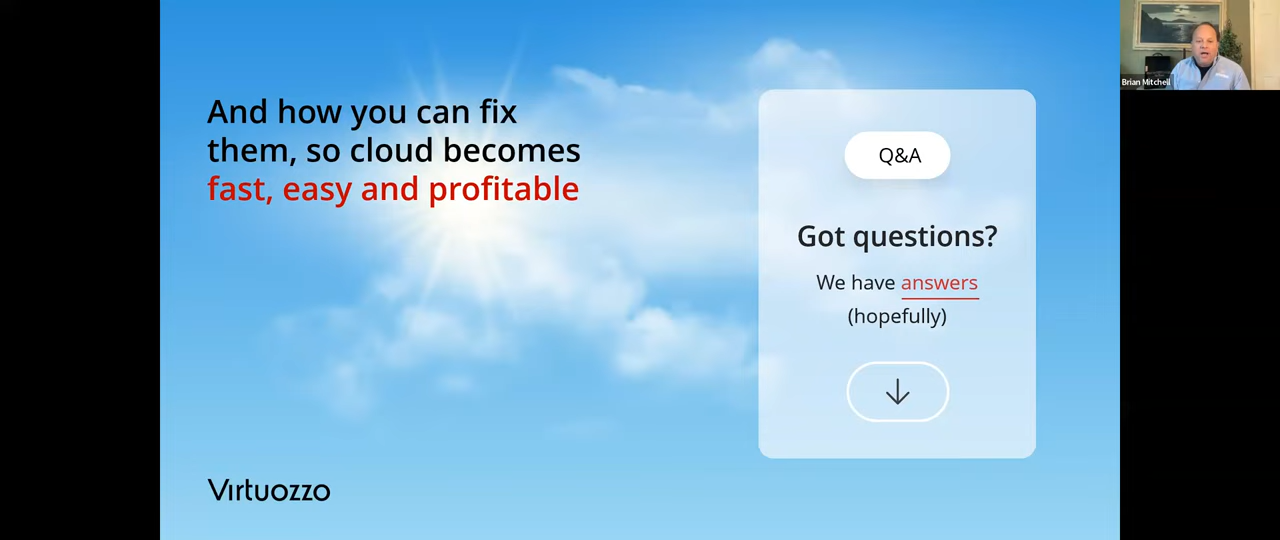 And how you can fix
them, so cloud becomes
fast, easy and profitable
Q&A
Got questions?
We have answers
(hopefully)
Virtuozzo
Brian Mitchell